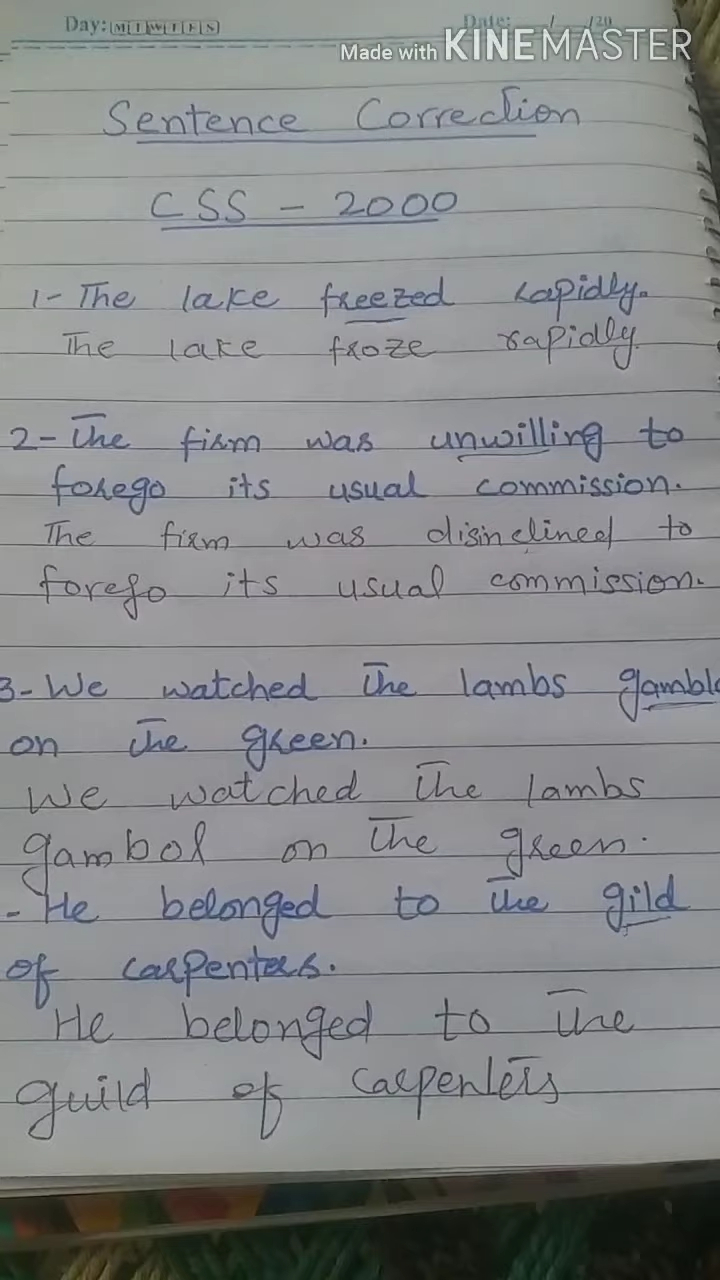 Day: M T W T F S Date: / /20
Made with KINEMASTER
Sentence Correction
CSS - 2000
1- The lake freezed rapidly.
The lake froze rapidly
2- The firm was unwilling to
forego its usual commission.
The firm was disinclined to
forego its usual commission.
3- We watched the lambs gamble
on the green.
We watched the lambs
gambol on the green.
- He belonged to the gild
of carpenters.
He belonged to the
guild of carpenters